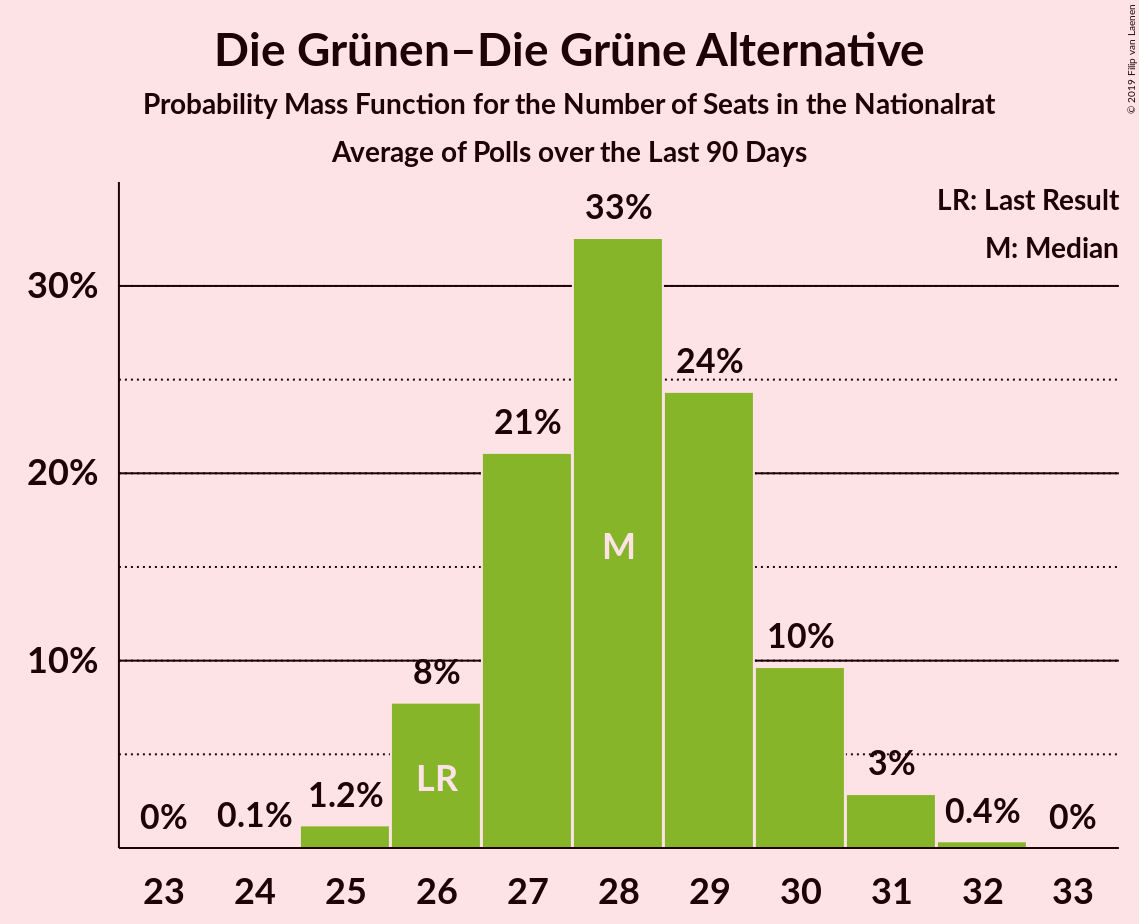 Die Grünen–Die Grüne Alternative
Probability Mass Function for the Number of Seats in the Nationalrat
Average of Polls over the Last 90 Days
© 2019 Filip van Laenen
LR: Last Result
M: Median
30%
20%
10%
0%
0.1%
1.2%
8%
21%
33%
24%
10%
3%
0.4%
0%
LR
M
23 24 25 26 27 28 29 30 31 32 33